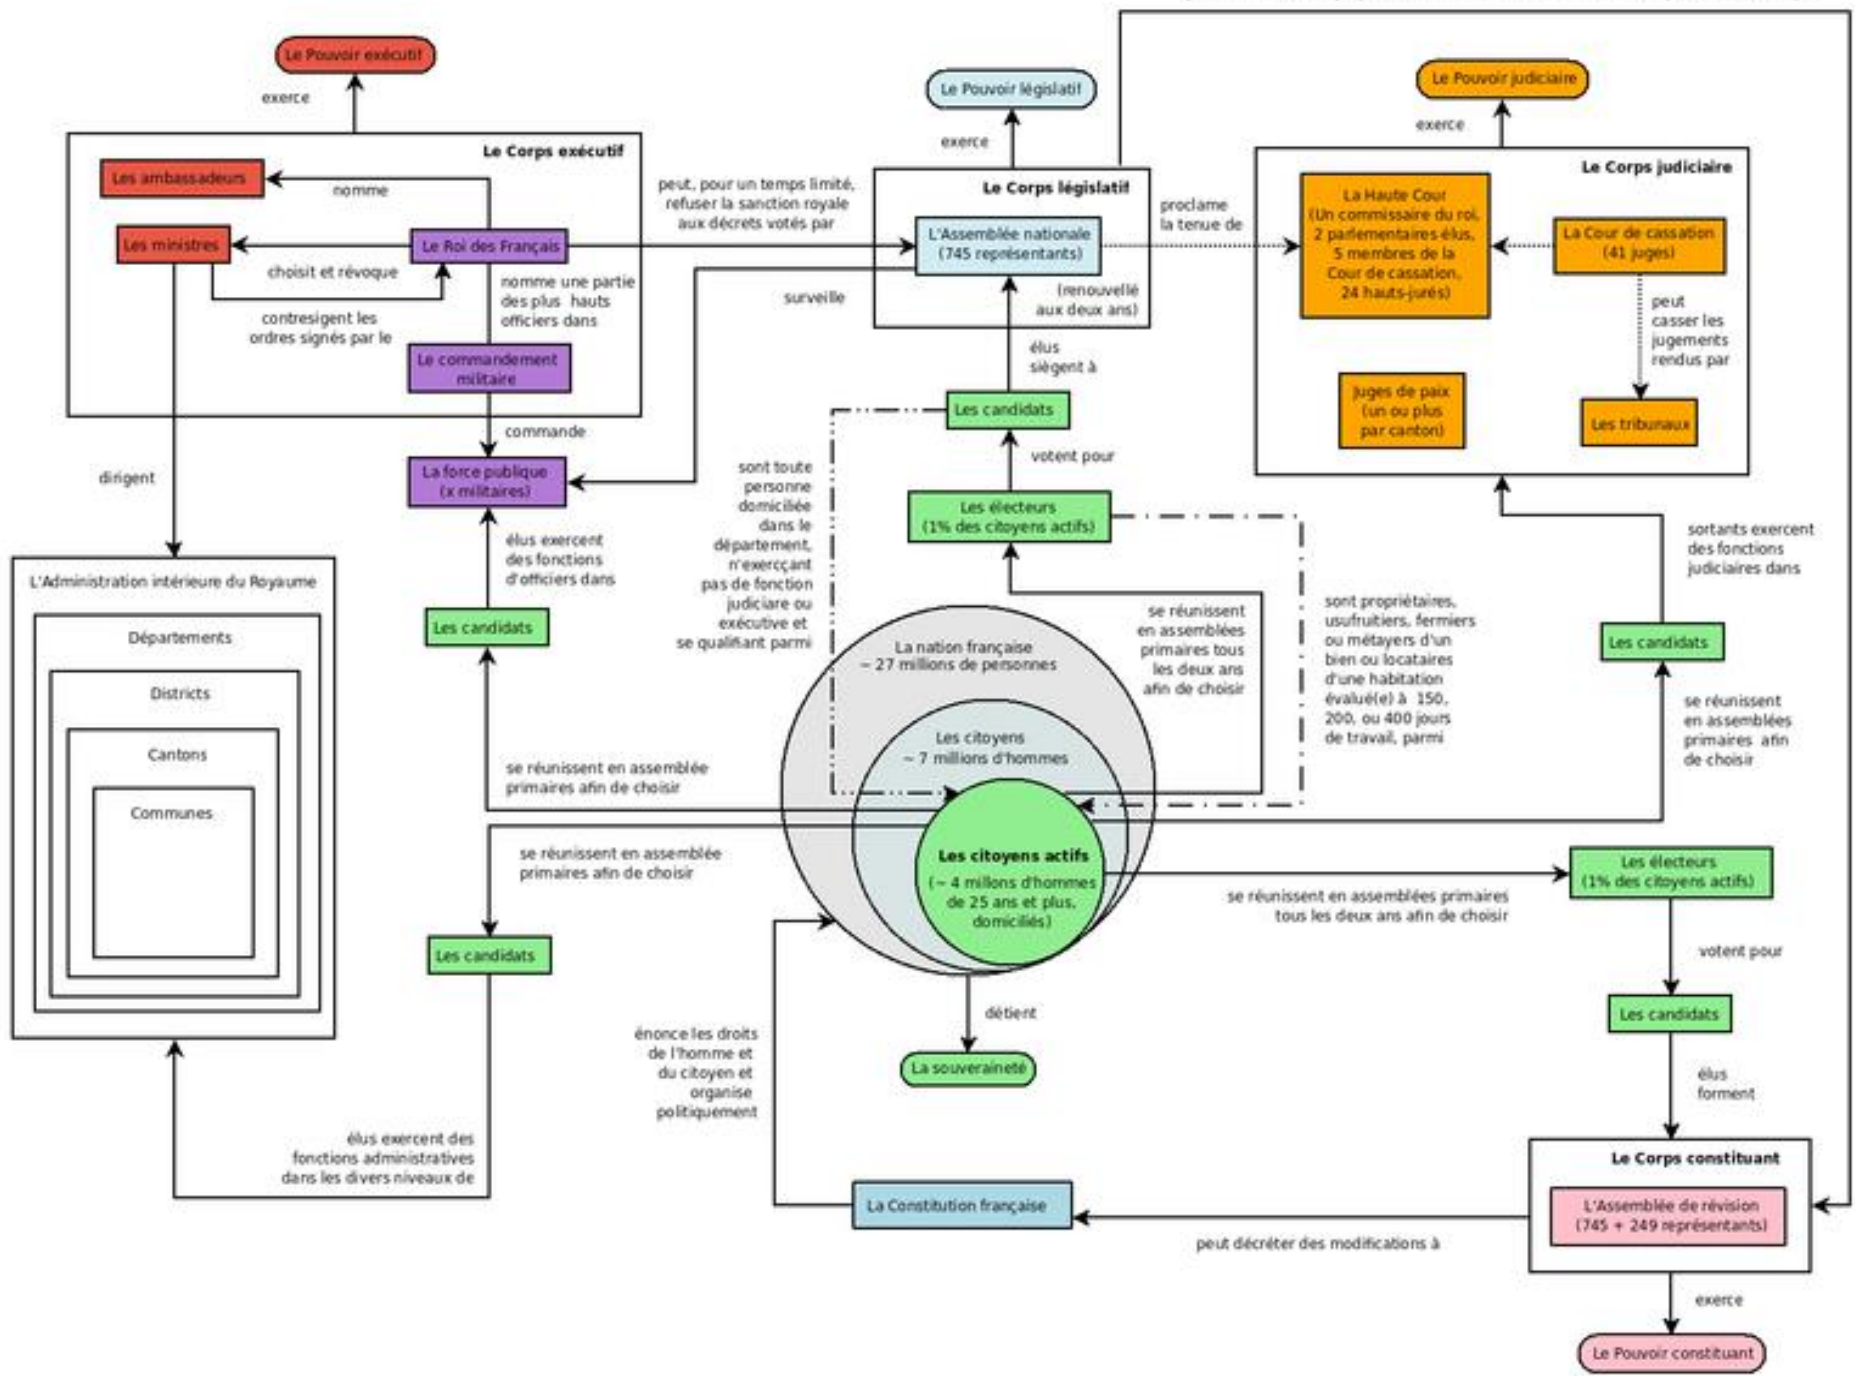 Le Pouvoir exécutif
exerce
Le Corps exécutif
Les ambassadeurs
nomme
Les ministres
Le Roi des Français
choisit et révoque
contresigent les
ordres signés par le
nomme une partie
des plus hauts
officiers dans
Le commandement
militaire
commande
La force publique
(x militaires)
dirigent
élus exercent
des fonctions
d'officiers dans
Les candidats
se réunissent en assemblée
primaires afin de choisir
L'Administration intérieure du Royaume
Départements
Districts
Cantons
Communes
se réunissent en assemblée
primaires afin de choisir
Les candidats
élus exercent des
fonctions administratives
dans les divers niveaux de
peut, pour un temps limité,
refuser la sanction royale
aux décrets votés par
surveille
Le Pouvoir législatif
exerce
Le Corps législatif
L'Assemblée nationale
(745 représentants)
(renouvellé
aux deux ans)
proclame
la tenue de
élus
siègent à
Les candidats
votent pour
Les électeurs
(1% des citoyens actifs)
sont toute
personne
domiciliée
dans le
département,
n'exercçant
pas de fonction
judiciare ou
exécutive et
se qualifiant parmi
se réunissent
en assemblées
primaires tous
les deux ans
afin de choisir
sont propriétaires,
usufruitiers, fermiers
ou métayers d'un
bien ou locataires
d'une habitation
évalué(e) à 150,
200, ou 400 jours
de travail, parmi
La nation française
~ 27 millions de personnes
Les citoyens
~ 7 millions d'hommes
Les citoyens actifs
(~ 4 millons d'hommes
de 25 ans et plus,
domiciliés)
détient
La souveraineté
énonce les droits
de l'homme et
du citoyen et
organise
politiquement
La Constitution française
peut décréter des modifications à
Le Pouvoir judiciaire
exerce
Le Corps judiciaire
La Haute Cour
(Un commissaire du roi,
2 parlementaires élus,
5 membres de la
Cour de cassation,
24 hauts-jurés)
La Cour de cassation
(41 juges)
peut
casser les
jugements
rendus par
Juges de paix
(un ou plus
par canton)
Les tribunaux
sortants exercent
des fonctions
judiciaires dans
Les candidats
se réunissent
en assemblées
primaires afin
de choisir
se réunissent en assemblées primaires
tous les deux ans afin de choisir
Les électeurs
(1% des citoyens actifs)
votent pour
Les candidats
élus
forment
Le Corps constituant
L'Assemblée de révision
(745 + 249 représentants)
exerce
Le Pouvoir constituant